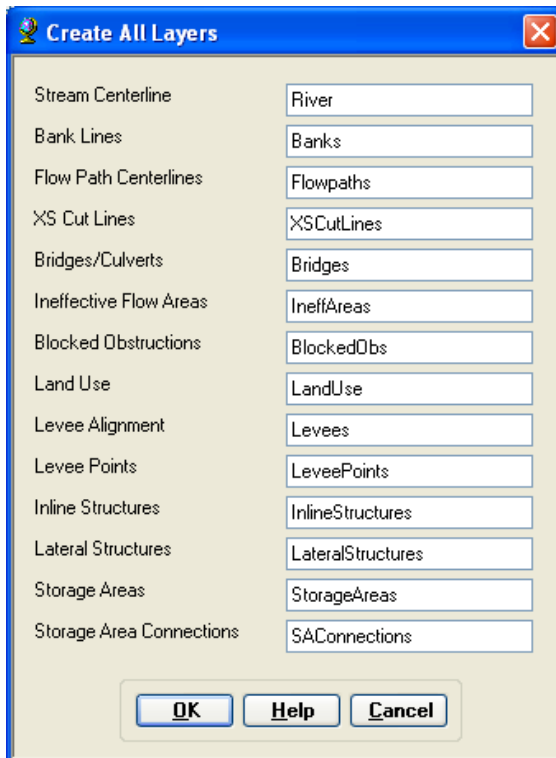 Create All Layers
Stream Centerline River
Bank Lines Banks
Flow Path Centerlines Flowpaths
XS Cut Lines XSCutLines
Bridges/Culverts Bridges
Ineffective Flow Areas IneffAreas
Blocked Obstructions BlockedObs
Land Use LandUse
Levee Alignment Levees
Levee Points LeveePoints
Inline Structures InlineStructures
Lateral Structures LateralStructures
Storage Areas StorageAreas
Storage Area Connections SAConnections
OK Help Cancel